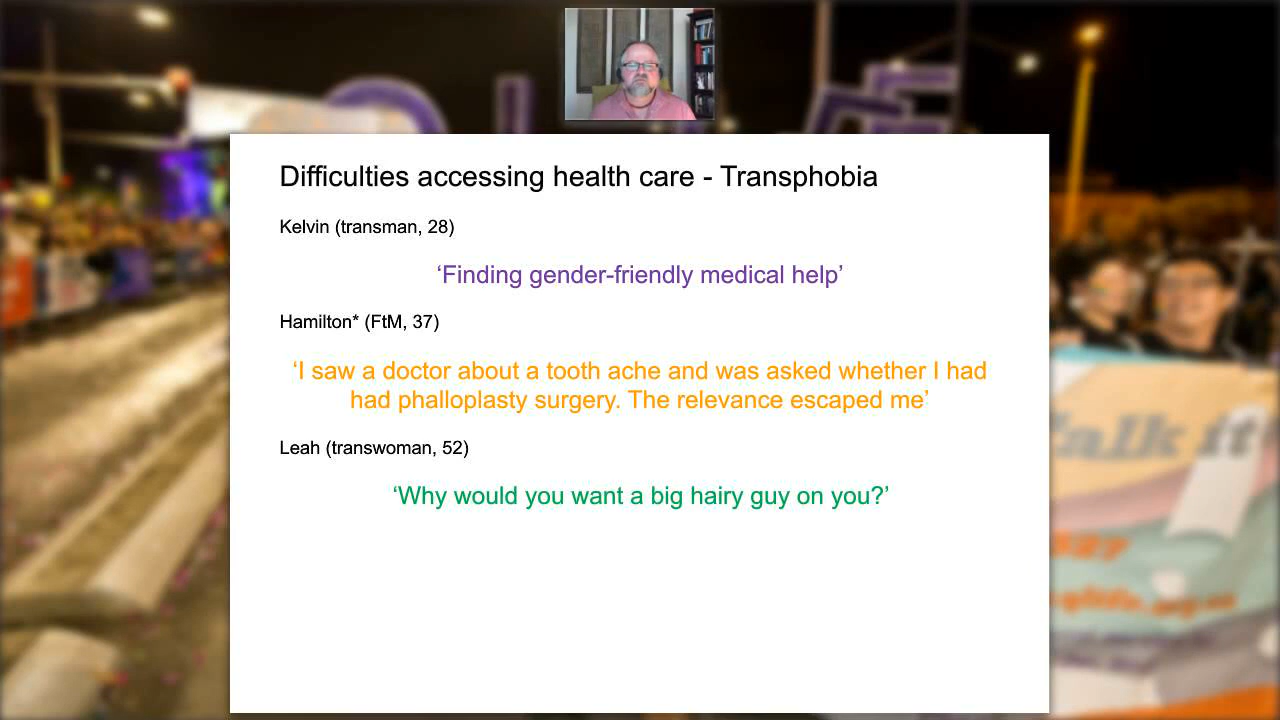 Difficulties accessing health care - Transphobia
Kelvin (transman, 28)
‘Finding gender-friendly medical help’
Hamilton* (FtM, 37)
‘I saw a doctor about a tooth ache and was asked whether I had
had phalloplasty surgery. The relevance escaped me’
Leah (transwoman, 52)
‘Why would you want a big hairy guy on you?’
alk it